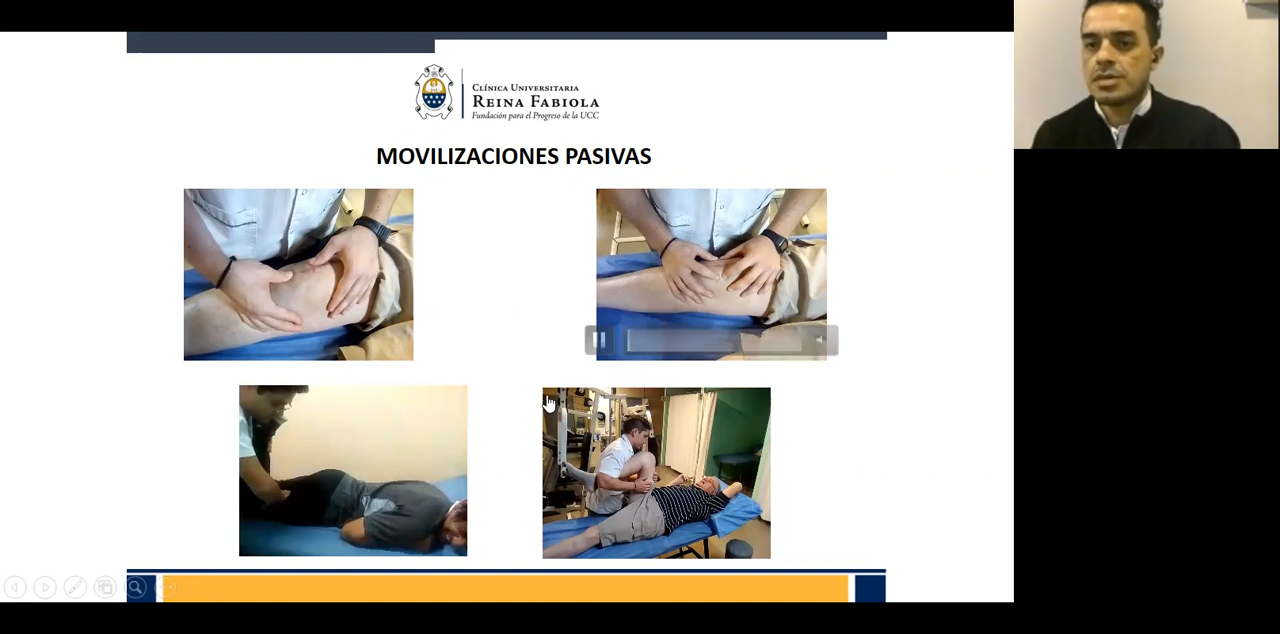 CLÍNICA UNIVERSITARIA
REINA FABIOLA
Fundación para el Progreso de la UCC
MOVILIZACIONES PASIVAS